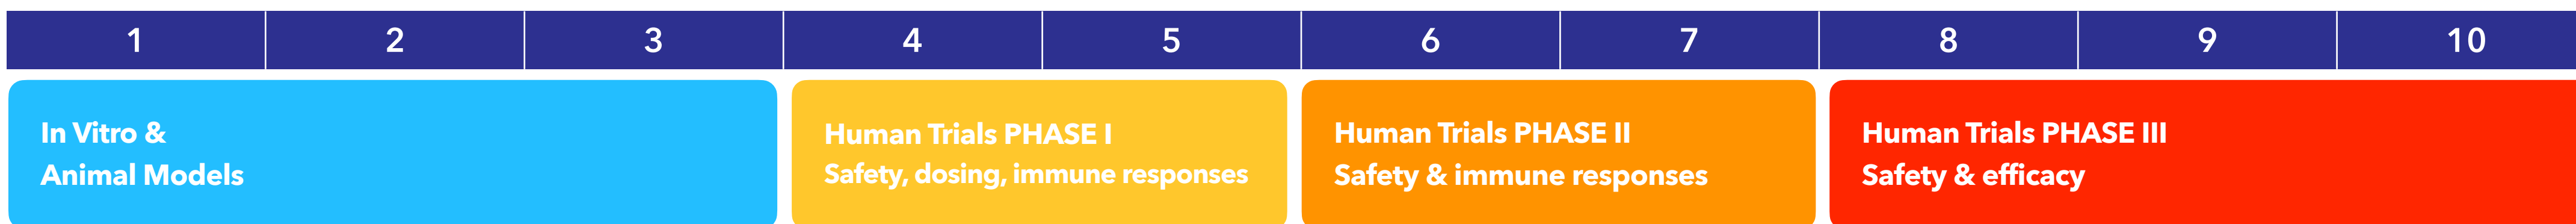 1 2 3 4 5 6 7 8 9 10
In Vitro &
Animal Models
Human Trials PHASE I
Safety, dosing, immune responses
Human Trials PHASE II
Safety & immune responses
Human Trials PHASE III
Safety & efficacy